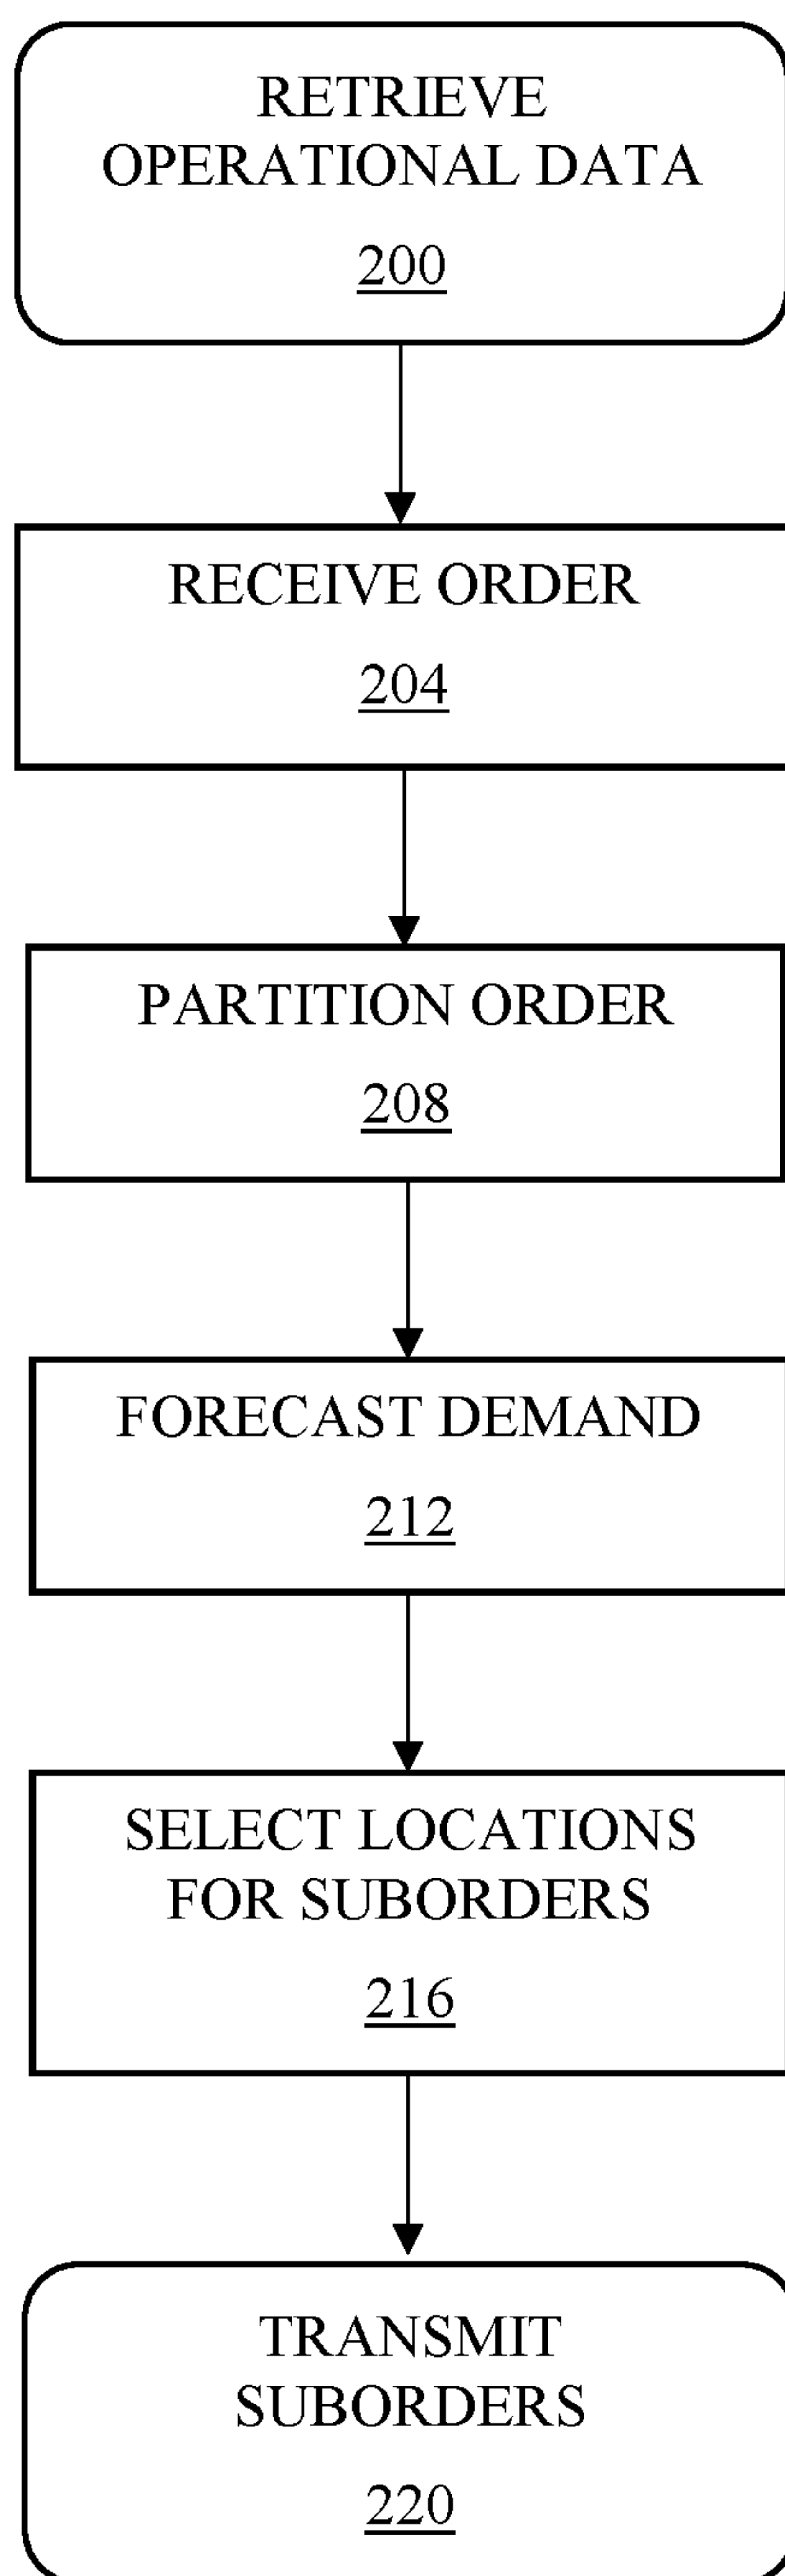 RETRIEVE
OPERATIONAL DATA
200
RECEIVE ORDER
204
PARTITION ORDER
208
FORECAST DEMAND
212
SELECT LOCATIONS
FOR SUBORDERS
216
TRANSMIT
SUBORDERS
220